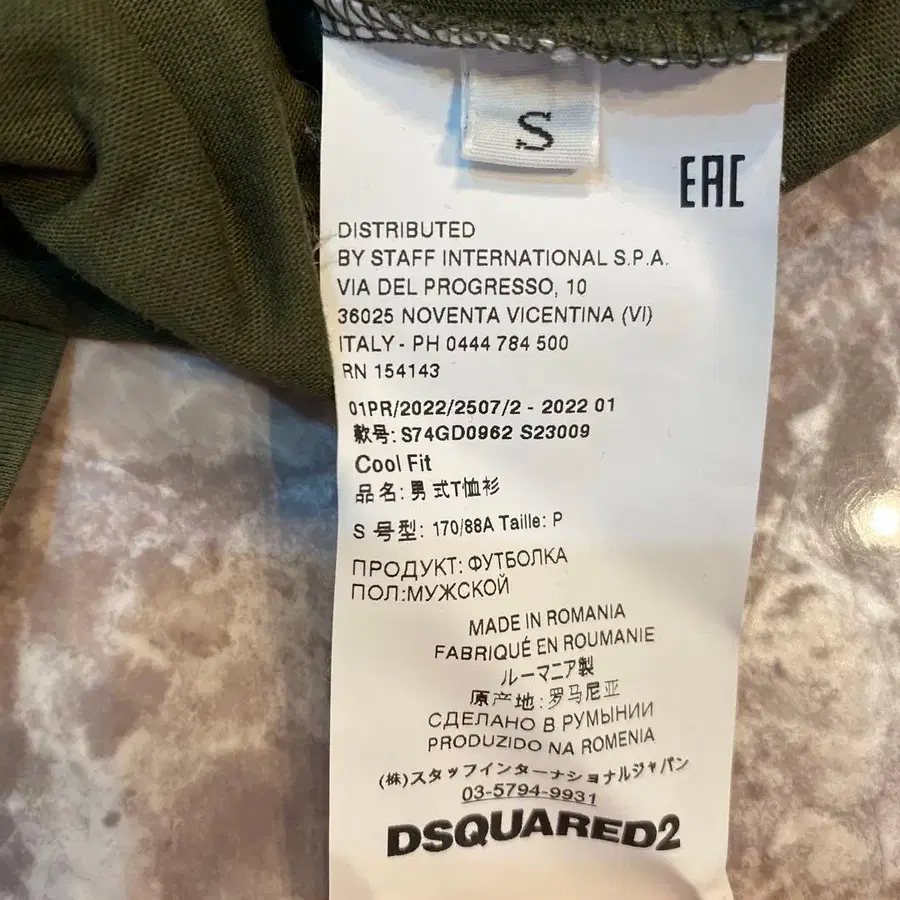 S
EAC
DISTRIBUTED
BY STAFF INTERNATIONAL S.P.A.
VIA DEL PROGRESSO, 10
36025 NOVENTA VICENTINA (VI)
ITALY - PH 0444 784 500
RN 154143
01PR/2022/2507/2 - 2022 01
款号: S74GD0962 S23009
Cool Fit
品名: 男式T恤衫
S 号型: 170/88A Taille: P
ПРОДУКТ: ФУТБОЛКА
ПОЛ:МУЖСКОЙ
MADE IN ROMANIA
FABRIQUÉ EN ROUMANIE
ルーマニア製
原产地: 罗马尼亚
СДЕЛАНО В РУМЫНИИ
PRODUZIDO NA ROMENIA
(株)スタッフインターナショナルジャパン
03-5794-9931
DSQUARED2